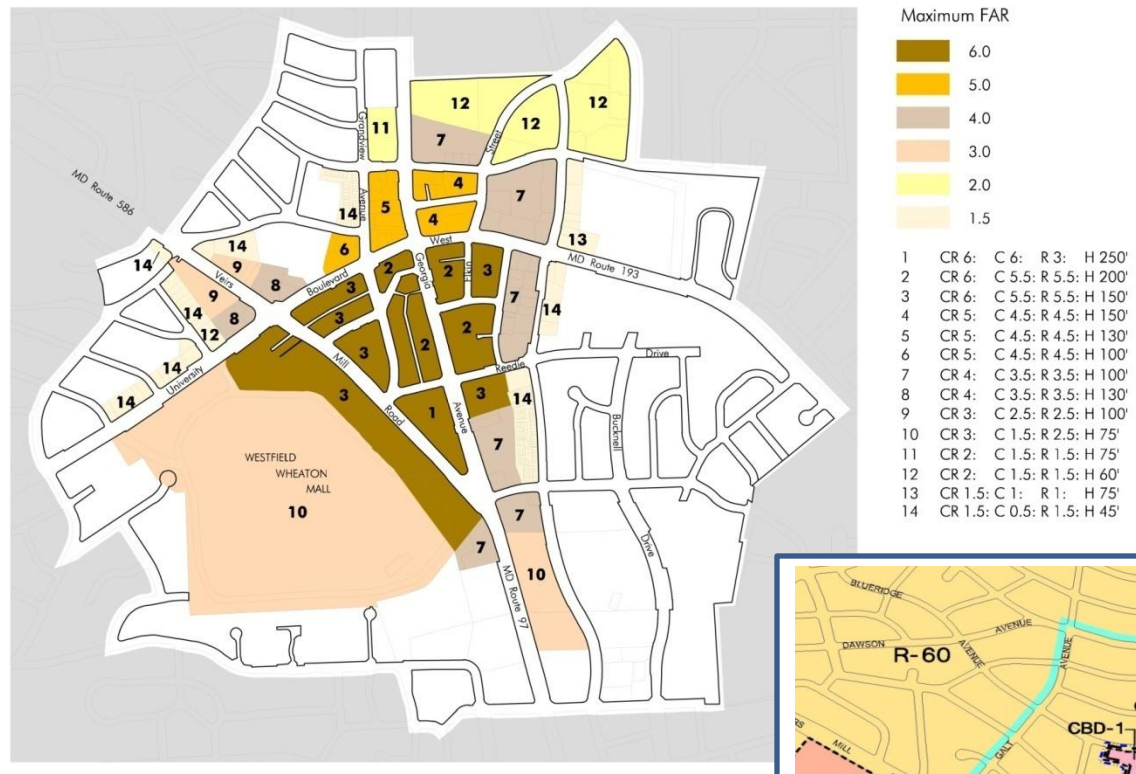 Maximum FAR
6.0
5.0
4.0
3.0
2.0
1.5
1 CR 6: C 6: R 3: H 250'
2 CR 6: C 5.5: R 5.5: H 200'
3 CR 6: C 5.5: R 5.5: H 150'
4 CR 5: C 4.5: R 4.5: H 150'
5 CR 5: C 4.5: R 4.5: H 130'
6 CR 5: C 4.5: R 4.5: H 100'
7 CR 4: C 3.5: R 3.5: H 100'
8 CR 4: C 3.5: R 3.5: H 130'
9 CR 3: C 2.5: R 2.5: H 100'
10 CR 3: C 1.5: R 2.5: H 75'
11 CR 2: C 1.5: R 1.5: H 75'
12 CR 2: C 1.5: R 1.5: H 60'
13 CR 1.5: C 1: R 1: H 75'
14 CR 1.5: C 0.5: R 1.5: H 45'
12
12
12
11
Grandview
7
Street
MD Route 586
4
7
14
Avenue
5
4
13
6
West
14
14
9
Veirs
8
Boulevard
2
Georgia
2
3
MD Route 193
3
9
14
8
12
3
7
14
2
3
2
14
University
Mill
Reedie
Drive
14
3
3
14
1
Avenue
Road
7
Bucknell
WESTFIELD
WHEATON
MALL
10
7
7
10
Drive
MD Route 97
BLUERIDGE
DAWSON
AVENUE
AVENUE
AVENUE
R-60
MILL
GALT
CBD-1